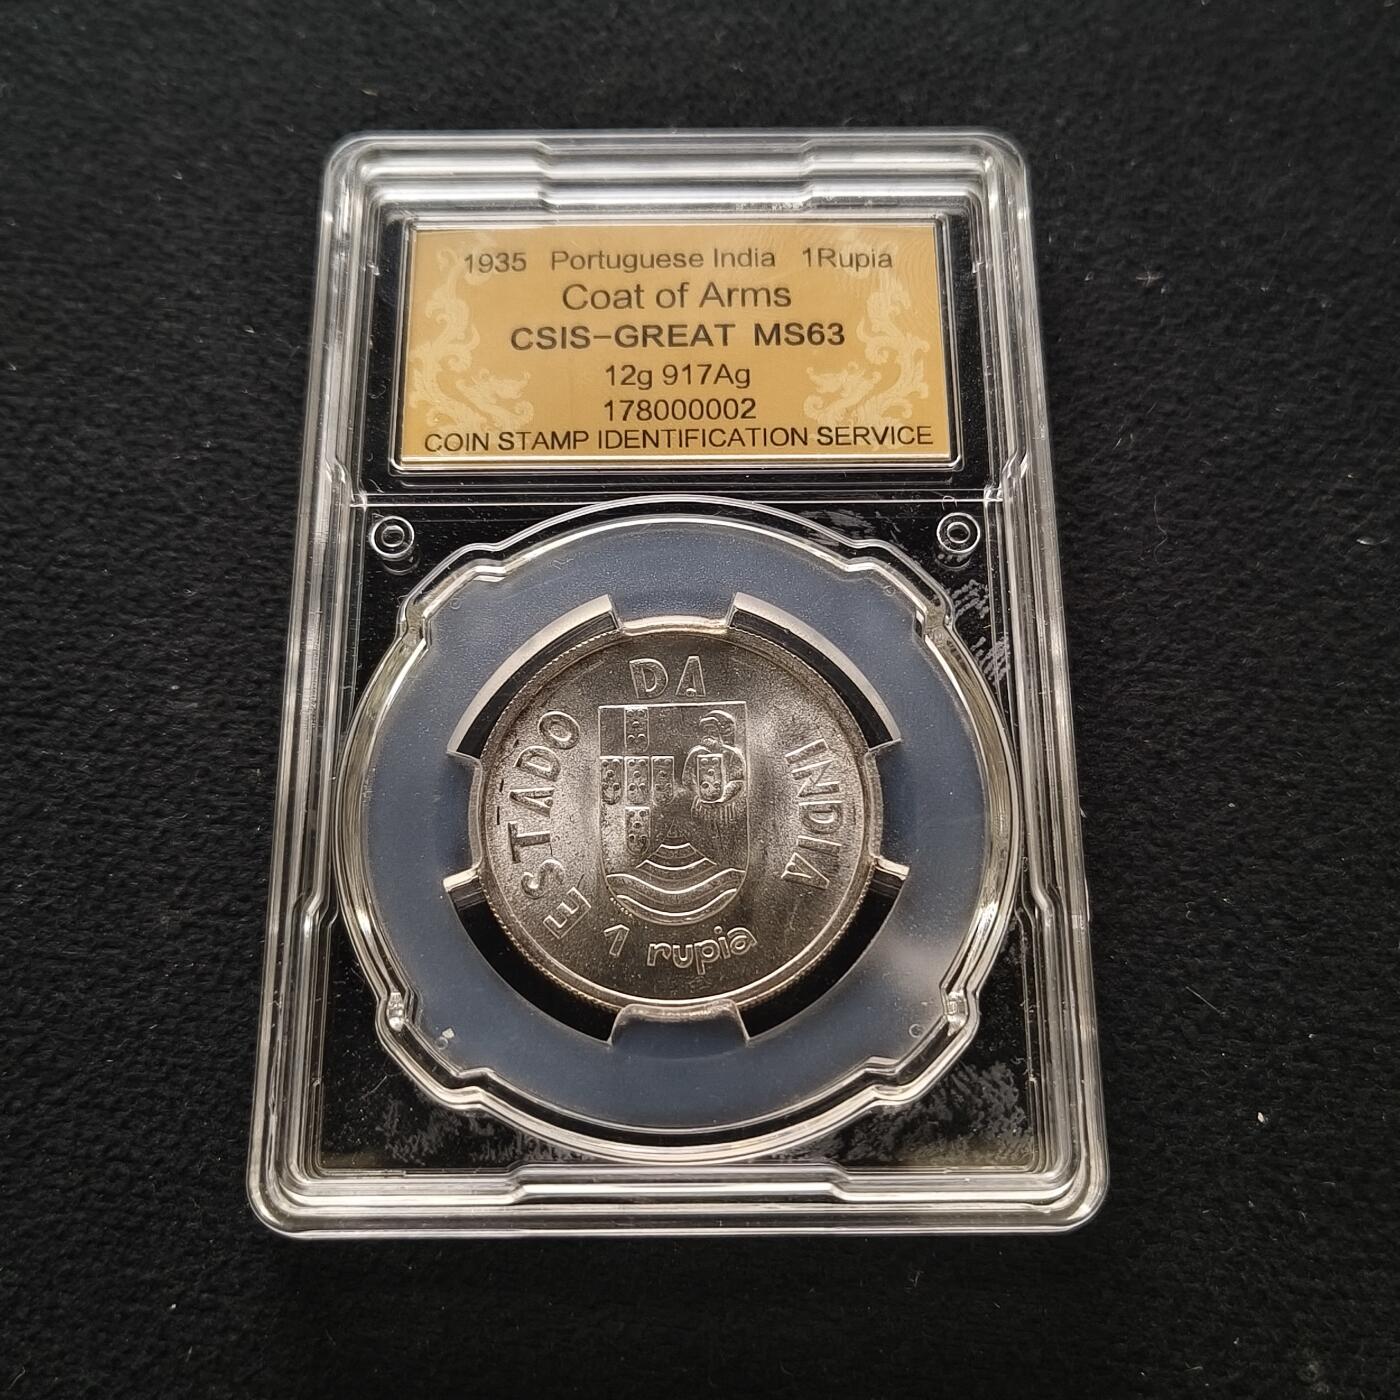 1935 Portuguese India 1Rupia
Coat of Arms
CSIS-GREAT MS63
12g 917Ag
178000002
COIN STAMP IDENTIFICATION SERVICE
ESTADO DA INDIA
1 rupia